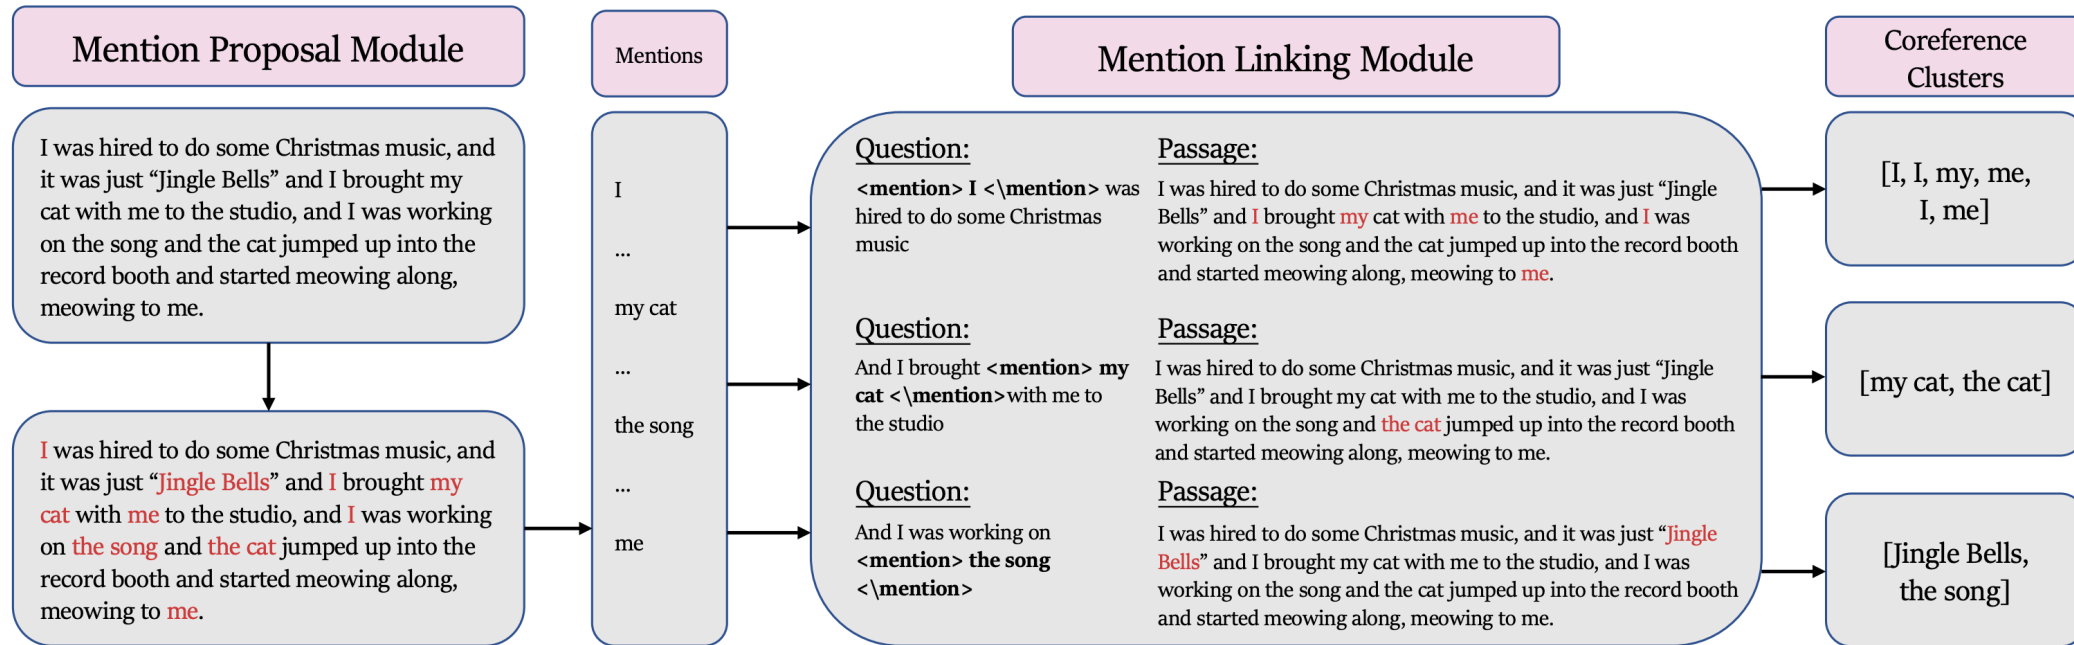 Mention Proposal Module
I was hired to do some Christmas music, and
it was just “Jingle Bells” and I brought my
cat with me to the studio, and I was working
on the song and the cat jumped up into the
record booth and started meowing along,
meowing to me.
I was hired to do some Christmas music, and
it was just “Jingle Bells” and I brought my
cat with me to the studio, and I was working
on the song and the cat jumped up into the
record booth and started meowing along,
meowing to me.
Mentions
I
...
my cat
...
the song
...
me
Mention Linking Module
Question:
<mention> I <\mention> was
hired to do some Christmas
music
Passage:
I was hired to do some Christmas music, and it was just “Jingle
Bells” and I brought my cat with me to the studio, and I was
working on the song and the cat jumped up into the record booth
and started meowing along, meowing to me.
Question:
And I brought <mention> my
cat <\mention>with me to
the studio
Passage:
I was hired to do some Christmas music, and it was just “Jingle
Bells” and I brought my cat with me to the studio, and I was
working on the song and the cat jumped up into the record booth
and started meowing along, meowing to me.
Question:
And I was working on
<mention> the song
<\mention>
Passage:
I was hired to do some Christmas music, and it was just “Jingle
Bells” and I brought my cat with me to the studio, and I was
working on the song and the cat jumped up into the record booth
and started meowing along, meowing to me.
Coreference
Clusters
[I, I, my, me,
I, me]
[my cat, the cat]
[Jingle Bells,
the song]